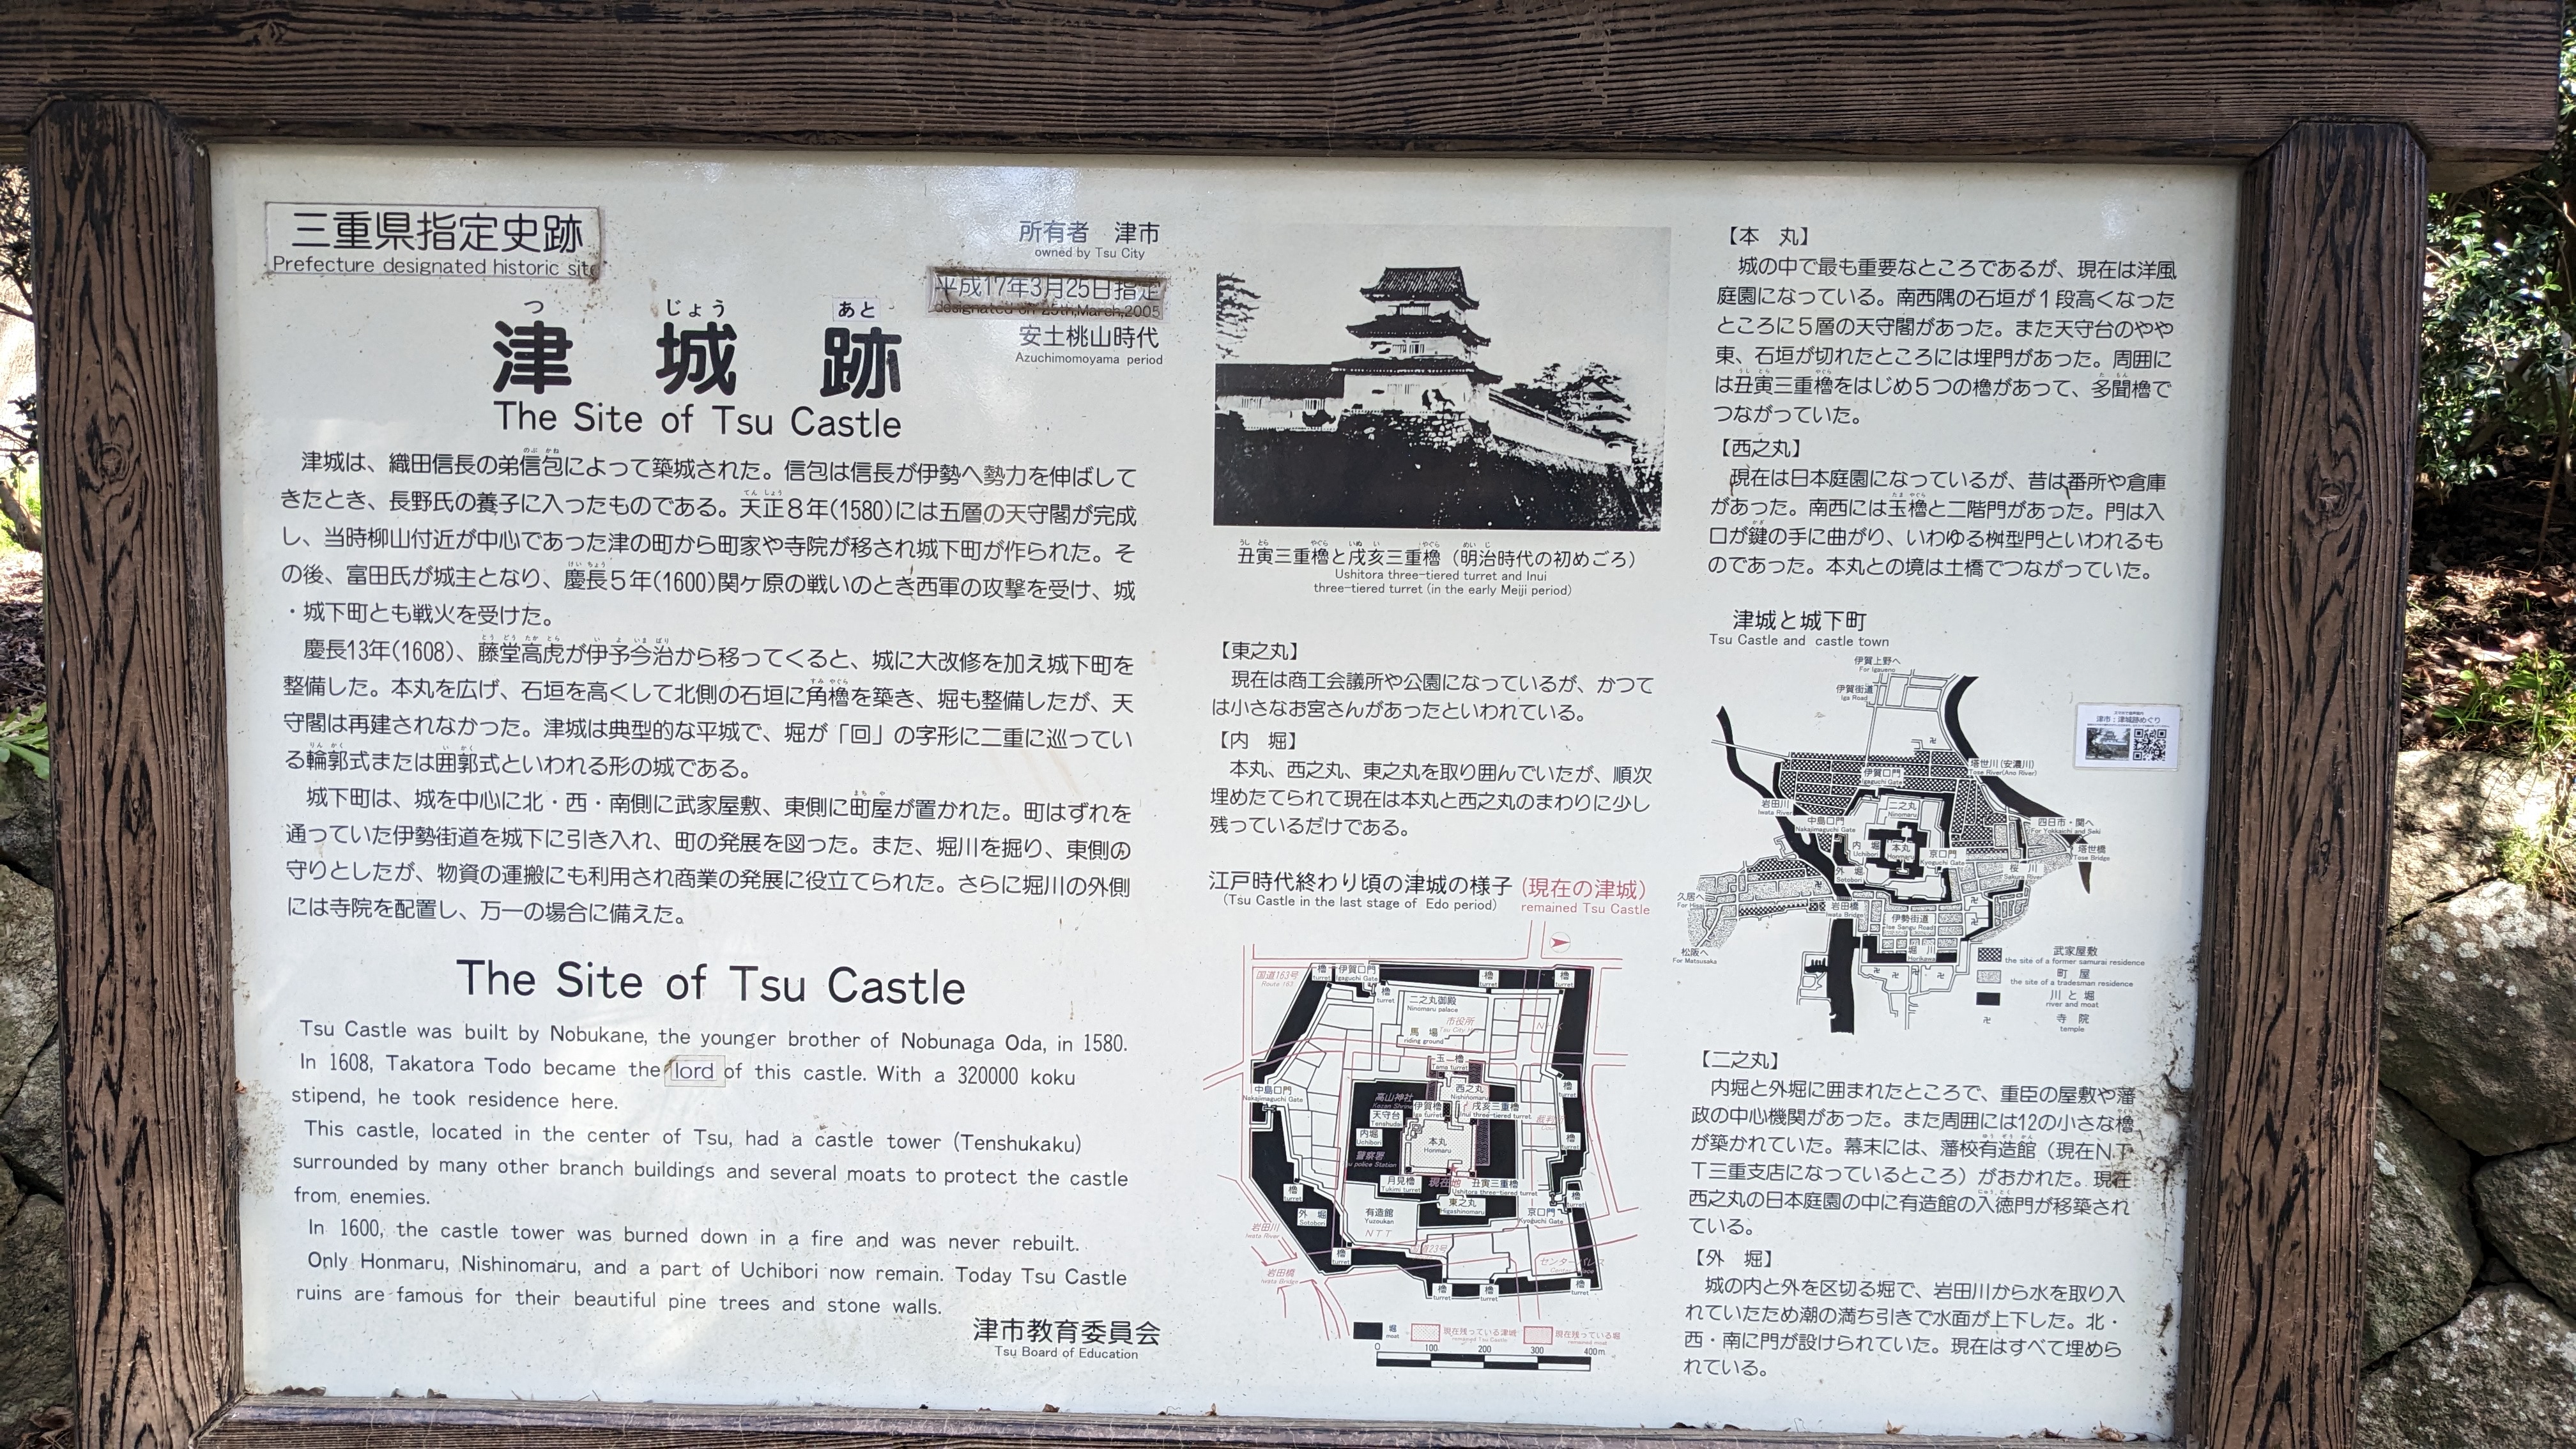 三重県指定史跡
Prefecture designated historic site
所有者 津市
owned by Tsu City
平成17年3月25日指定
designated on 25th,March,2005
安土桃山時代
Azuchimomoyama period
つ じょう あと
津 城 跡
The Site of Tsu Castle
津城は、織田信長の弟信包によって築城された。信包は信長が伊勢へ勢力を伸ばして
きたとき、長野氏の養子に入ったものである。天正8年(1580)には五層の天守閣が完成
し、当時柳山付近が中心であった津の町から町家や寺院が移され城下町が作られた。そ
の後、富田氏が城主となり、慶長5年(1600)関ヶ原の戦いのとき西軍の攻撃を受け、城
・城下町とも戦火を受けた。
慶長13年(1608)、藤堂高虎が伊予今治から移ってくると、城に大改修を加え城下町を
整備した。本丸を広げ、石垣を高くして北側の石垣に角櫓を築き、堀も整備したが、天
守閣は再建されなかった。津城は典型的な平城で、堀が「回」の字形に二重に巡ってい
る輪郭式または囲郭式といわれる形の城である。
城下町は、城を中心に北・西・南側に武家屋敷、東側に町屋が置かれた。町はずれを
通っていた伊勢街道を城下に引き入れ、町の発展を図った。また、堀川を掘り、東側の
守りとしたが、物資の運搬にも利用され商業の発展に役立てられた。さらに堀川の外側
には寺院を配置し、万一の場合に備えた。
The Site of Tsu Castle
Tsu Castle was built by Nobukane, the younger brother of Nobunaga Oda, in 1580.
In 1608, Takatora Todo became the lord of this castle. With a 320000 koku
stipend, he took residence here.
This castle, located in the center of Tsu, had a castle tower (Tenshukaku)
surrounded by many other branch buildings and several moats to protect the castle
from enemies.
In 1600, the castle tower was burned down in a fire and was never rebuilt.
Only Honmaru, Nishinomaru, and a part of Uchibori now remain. Today Tsu Castle
ruins are famous for their beautiful pine trees and stone walls.
津市教育委員会
Tsu Board of Education
丑寅三重櫓と戌亥三重櫓（明治時代の初めごろ）
Ushitora three-tiered turret and Inui
three-tiered turret (in the early Meiji period)
【東之丸】
現在は商工会議所や公園になっているが、かつて
は小さなお宮さんがあったといわれている。
【内 堀】
本丸、西之丸、東之丸を取り囲んでいたが、順次
埋めたてられて現在は本丸と西之丸のまわりに少し
残っているだけである。
江戸時代終わり頃の津城の様子 (現在の津城)
(Tsu Castle in the last stage of Edo period) remained Tsu Castle
国道163号
Route 163
櫓
turret
伊賀口門
Igaguchi Gate
櫓
turret
櫓
turret
櫓
turret
二之丸御殿
Ninomaru palace
市役所
馬 場
riding ground
玉 櫓
Tama turret
中島口門
Nakajimaguchi Gate
櫓
turret
高山神社
Kozan Shrine
伊賀櫓
Iga turret
西之丸
Nishinomaru
戌亥三重櫓
Inui three-tiered turret
天守台
Tenshudai
内堀
Uchibori
本丸
Honmaru
櫓
turret
警察署
月見櫓
Tukimi turret
現在地
丑寅三重櫓
Ushitora three-tiered turret
東之丸
Higashinomaru
櫓
turret
櫓
turret
外 堀
Sotobori
有造館
Yuzoukan
京口門
Kyoguchi Gate
NTT
岩田川
Iwata River
櫓
turret
岩田橋
Iwata Bridge
櫓
turret
櫓
turret
櫓
turret
堀
moat
現在残っている津城
remained Tsu Castle
現在残っている堀
remained moat
0 100 200 300 400m
【本 丸】
城の中で最も重要なところであるが、現在は洋風
庭園になっている。南西隅の石垣が1段高くなった
ところに5層の天守閣があった。また天守台のやや
東、石垣が切れたところには埋門があった。周囲に
は丑寅三重櫓をはじめ5つの櫓があって、多聞櫓で
つながっていた。
【西之丸】
現在は日本庭園になっているが、昔は番所や倉庫
があった。南西には玉櫓と二階門があった。門は入
口が鍵の手に曲がり、いわゆる桝型門といわれるも
のであった。本丸との境は土橋でつながっていた。
津城と城下町
Tsu Castle and castle town
伊賀上野へ
For Igaueno
伊賀街道
Iga Road
津市：津城跡めぐり
塔世川(安濃川)
Tose River(Ano River)
伊賀口門
Igaguchi Gate
岩田川
Iwata River
二之丸
Ninomaru
中島口門
Nakajimaguchi Gate
四日市・関へ
For Yokkaichi and Seki
内 堀
Uchibori
本丸
Honmaru
京口門
Kyoguchi Gate
塔世橋
Tose Bridge
外 堀
Sotobori
桜 川
Sakura River
久居へ
For Hisai
岩田橋
Iwata Bridge
伊勢街道
Ise Sangu Road
堀 川
Horikawa
松阪へ
For Matsusaka
武家屋敷
the site of a former samurai residence
町 屋
the site of a tradesman residence
川 と 堀
river and moat
寺 院
temple
【二之丸】
内堀と外堀に囲まれたところで、重臣の屋敷や藩
政の中心機関があった。また周囲には12の小さな櫓
が築かれていた。幕末には、藩校有造館（現在N.T
T三重支店になっているところ）がおかれた。現在
西之丸の日本庭園の中に有造館の入徳門が移築され
ている。
【外 堀】
城の内と外を区切る堀で、岩田川から水を取り入
れていたため潮の満ち引きで水面が上下した。北・
西・南に門が設けられていた。現在はすべて埋めら
れている。